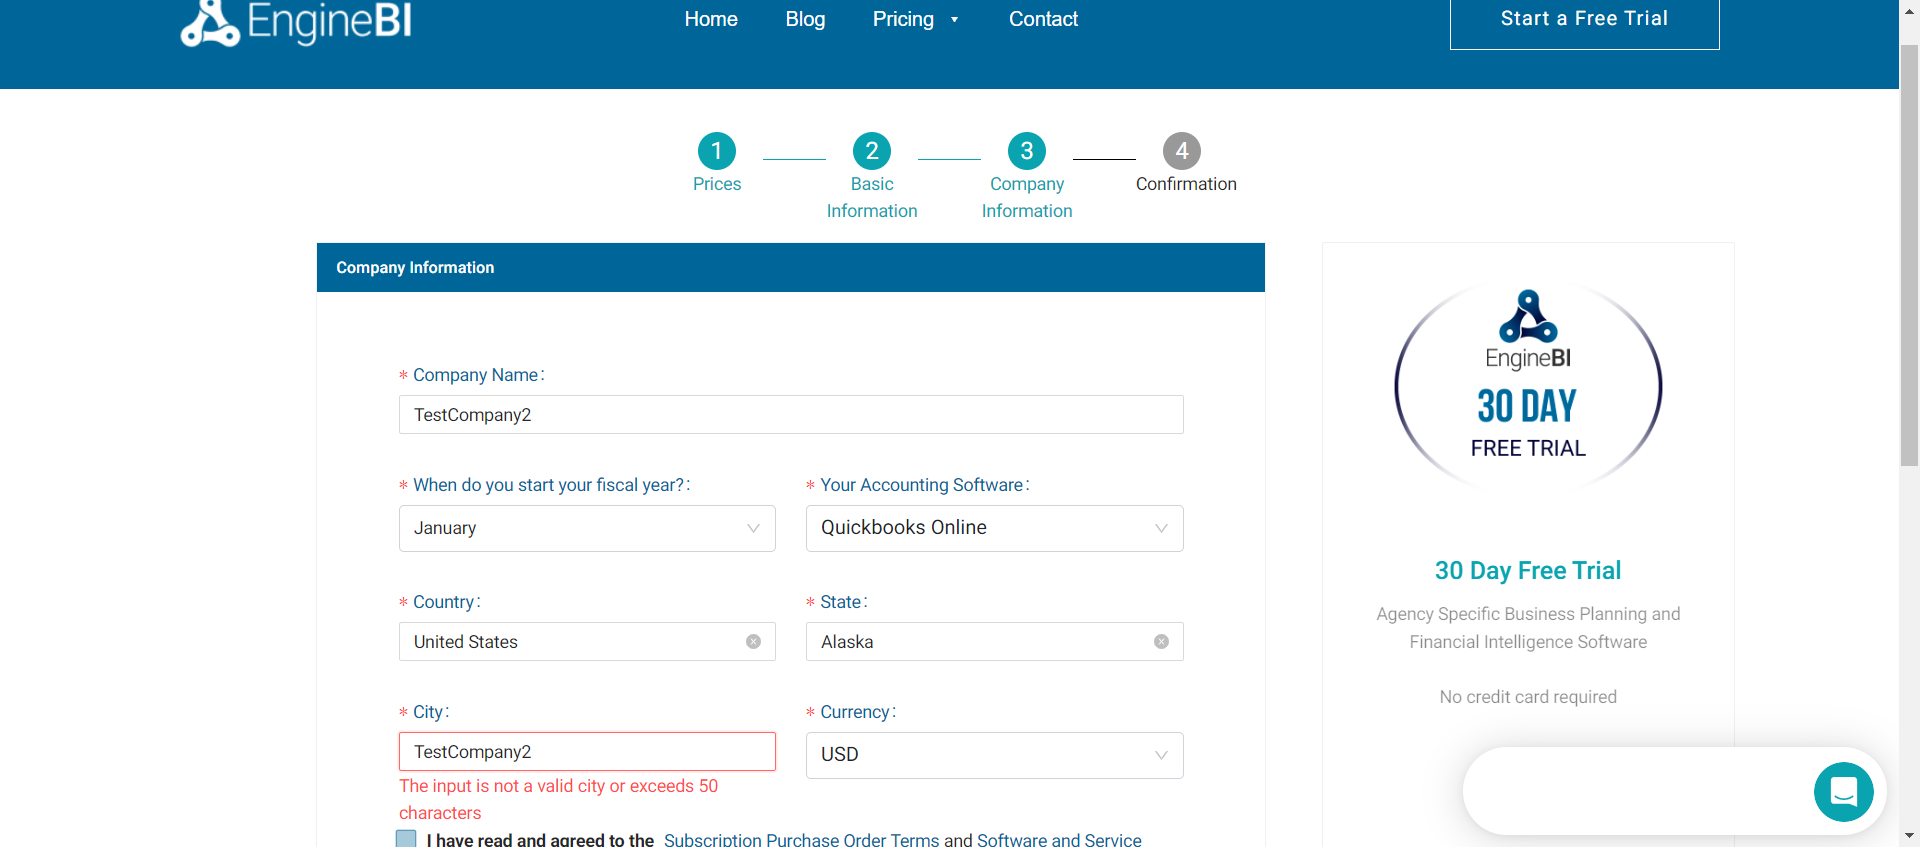 EngineBI Home Blog Pricing Contact Start a Free Trial
1 2 3 4
Prices Basic Information Company Information Confirmation
Company Information
* Company Name:
TestCompany2
* When do you start your fiscal year?: * Your Accounting Software:
January Quickbooks Online
* Country: * State:
United States Alaska
* City: * Currency:
TestCompany2 USD
The input is not a valid city or exceeds 50
characters
I have read and agreed to the Subscription Purchase Order Terms and Software and Service
EngineBI
30 DAY
FREE TRIAL
30 Day Free Trial
Agency Specific Business Planning and
Financial Intelligence Software
No credit card required